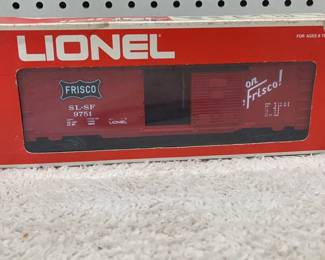 LIONEL
FOR AGES 8
FRISCO
SL-SF
9751
LIONEL
on
Frisco!